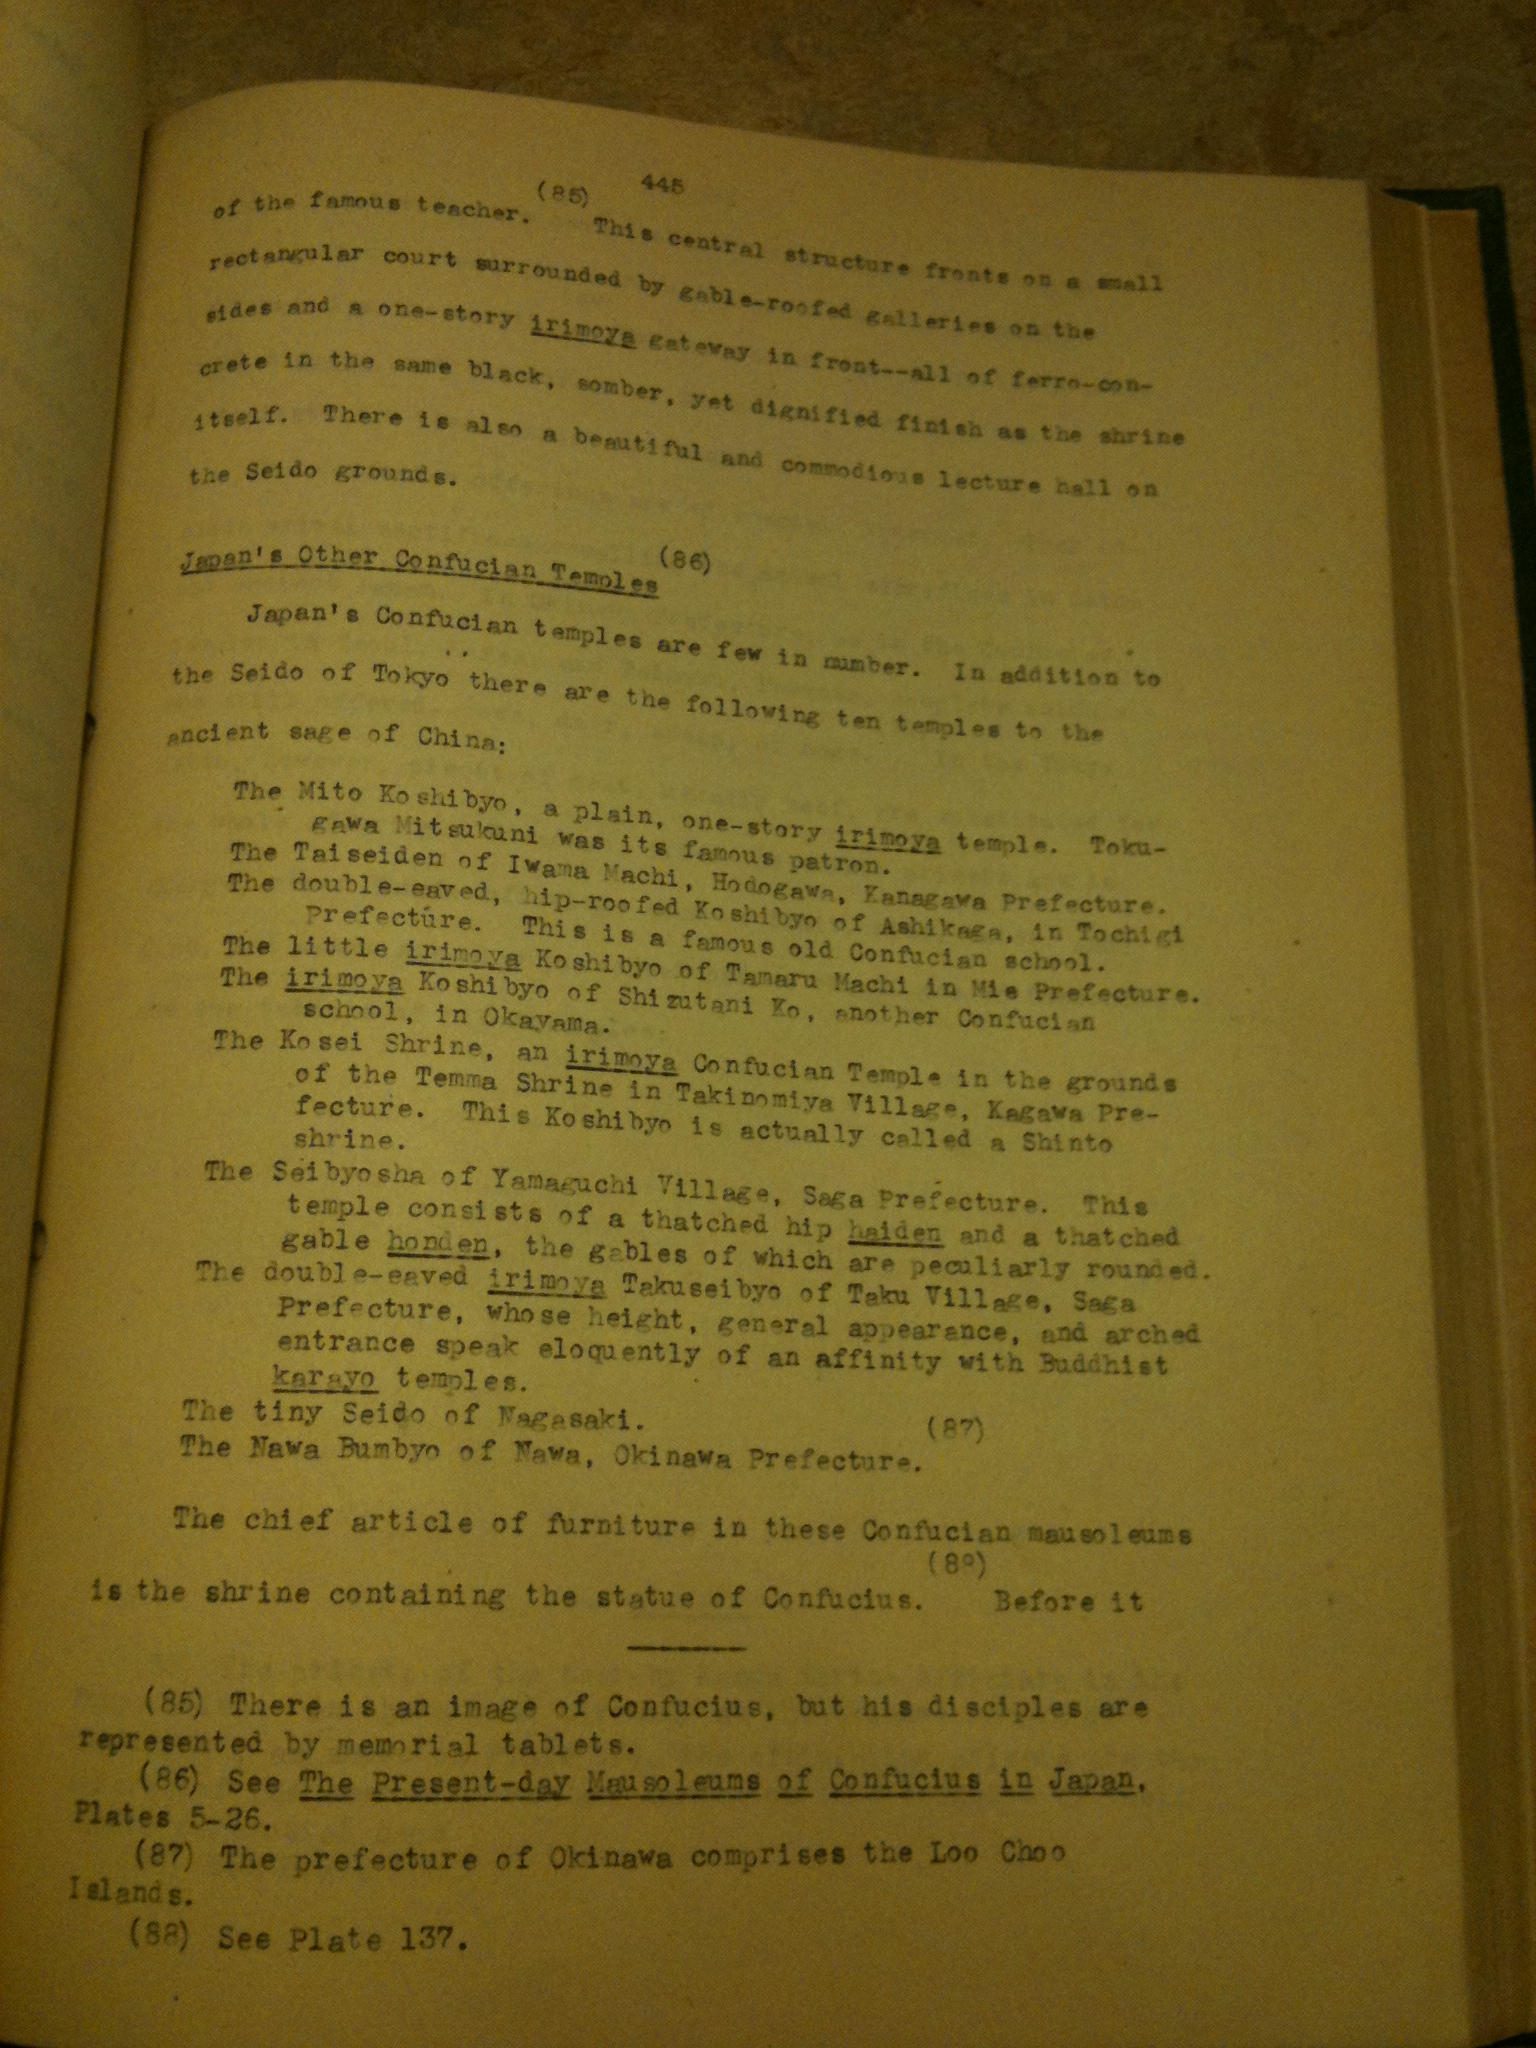 445
of the famous teacher. (85) This central structure fronts on a small
rectangular court surrounded by gable-roofed galleries on the
sides and a one-story irimoya gateway in front--all of ferro-con-
crete in the same black, somber, yet dignified finish as the shrine
itself. There is also a beautiful and commodious lecture hall on
the Seido grounds.
Japan's Other Confucian Temples (86)
Japan's Confucian temples are few in number. In addition to
the Seido of Tokyo there are the following ten temples to the
ancient sage of China:
The Mito Koshibyo, a plain, one-story irimoya temple. Toku-
gawa Mitsukuni was its famous patron.
The Taiseiden of Iwama Machi, Hodogawa, Kanagawa Prefecture.
The double-eaved, hip-roofed Koshibyo of Ashikaga, in Tochigi
Prefecture. This is a famous old Confucian school.
The little irimoya Koshibyo of Tamaru Machi in Mie Prefecture.
The irimoya Koshibyo of Shizutani Ko, another Confucian
school, in Okayama.
The Kosei Shrine, an irimoya Confucian Temple in the grounds
of the Temma Shrine in Takinomiya Village, Kagawa Pre-
fecture. This Koshibyo is actually called a Shinto
shrine.
The Seibyosha of Yamaguchi Village, Saga Prefecture. This
temple consists of a thatched hip haiden and a thatched
gable honden, the gables of which are peculiarly rounded.
The double-eaved irimoya Takuseibyo of Taku Village, Saga
Prefecture, whose height, general appearance, and arched
entrance speak eloquently of an affinity with Buddhist
karayo temples.
The tiny Seido of Nagasaki.
The Nawa Bumbyo of Nawa, Okinawa Prefecture. (87)
The chief article of furniture in these Confucian mausoleums
is the shrine containing the statue of Confucius. (88) Before it
(85) There is an image of Confucius, but his disciples are
represented by memorial tablets.
(86) See The Present-day Mausoleums of Confucius in Japan,
Plates 5-26.
(87) The prefecture of Okinawa comprises the Loo Choo
Islands.
(88) See Plate 137.